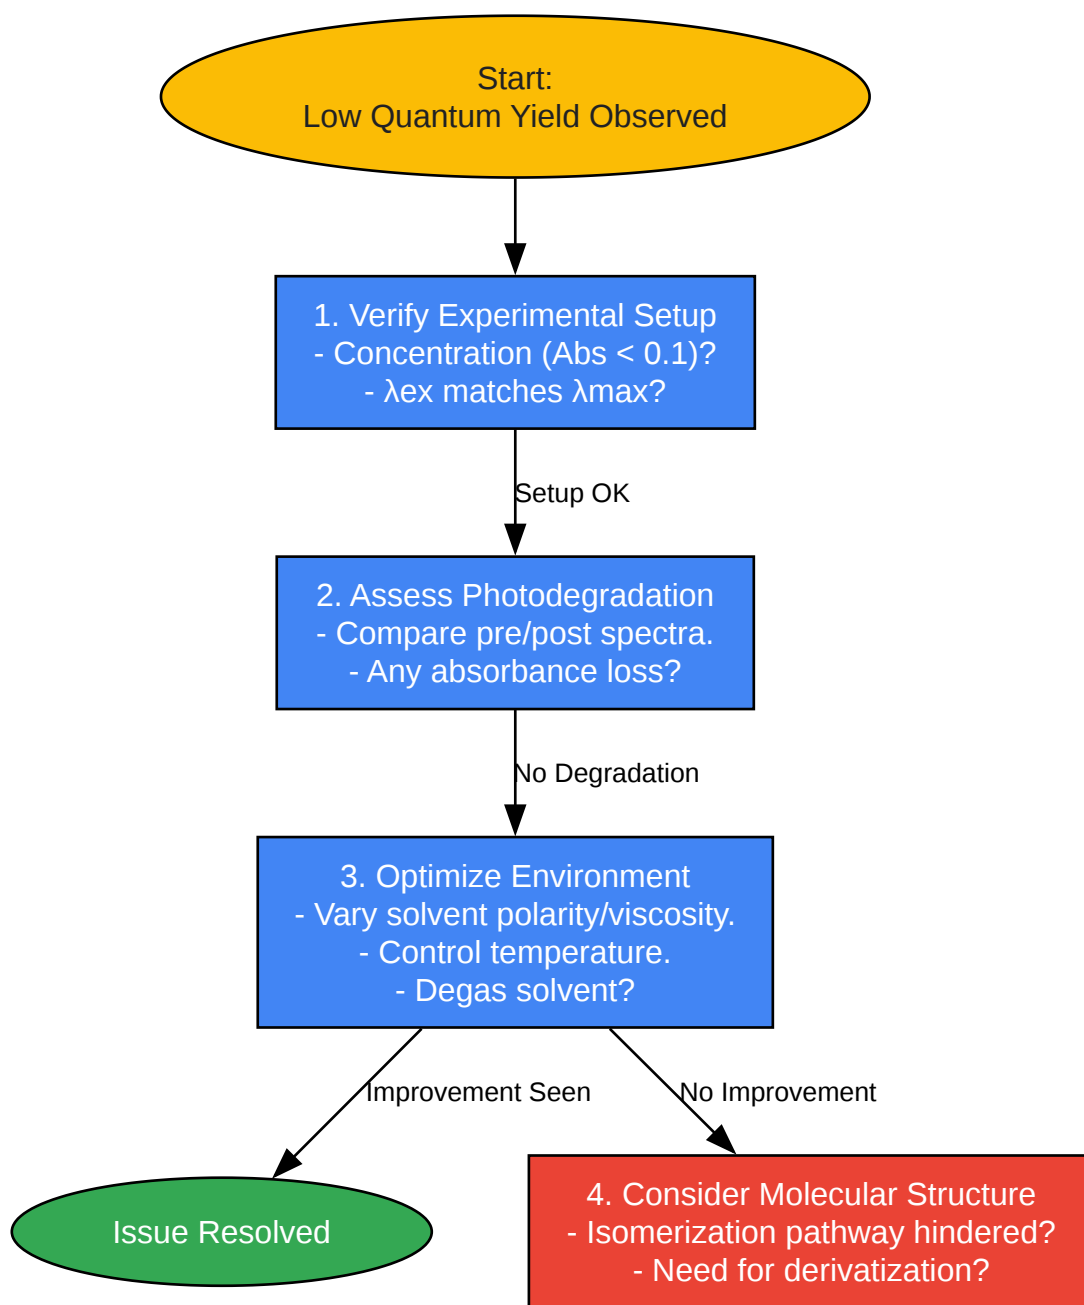 Start:
Low Quantum Yield Observed
1. Verify Experimental Setup
- Concentration (Abs < 0.1)?
- λex matches λmax?
Setup OK
2. Assess Photodegradation
- Compare pre/post spectra.
- Any absorbance loss?
No Degradation
3. Optimize Environment
- Vary solvent polarity/viscosity.
- Control temperature.
- Degas solvent?
Improvement Seen
No Improvement
Issue Resolved
4. Consider Molecular Structure
- Isomerization pathway hindered?
- Need for derivatization?